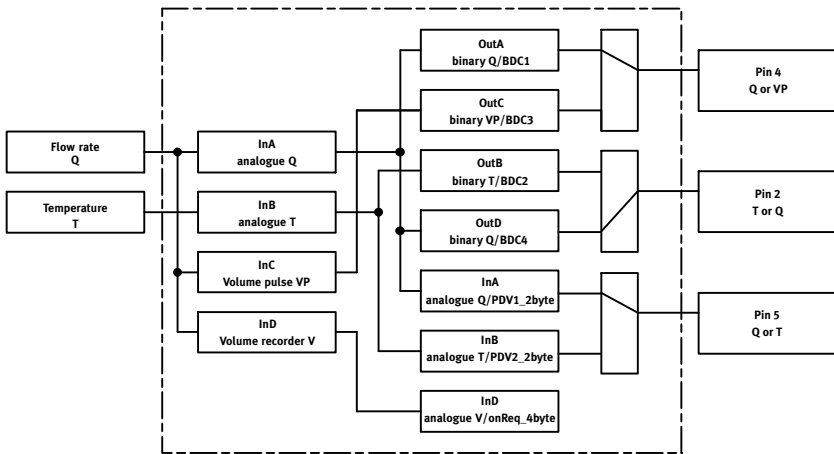 Flow rate
Q
Temperature
T
InA
analogue Q
InB
analogue T
InC
Volume pulse VP
InD
Volume recorder V
OutA
binary Q/BDC1
OutC
binary VP/BDC3
OutB
binary T/BDC2
OutD
binary Q/BDC4
InA
analogue Q/PDV1_2byte
InB
analogue T/PDV2_2byte
InD
analogue V/onReq_4byte
Pin 4
Q or VP
Pin 2
T or Q
Pin 5
Q or T